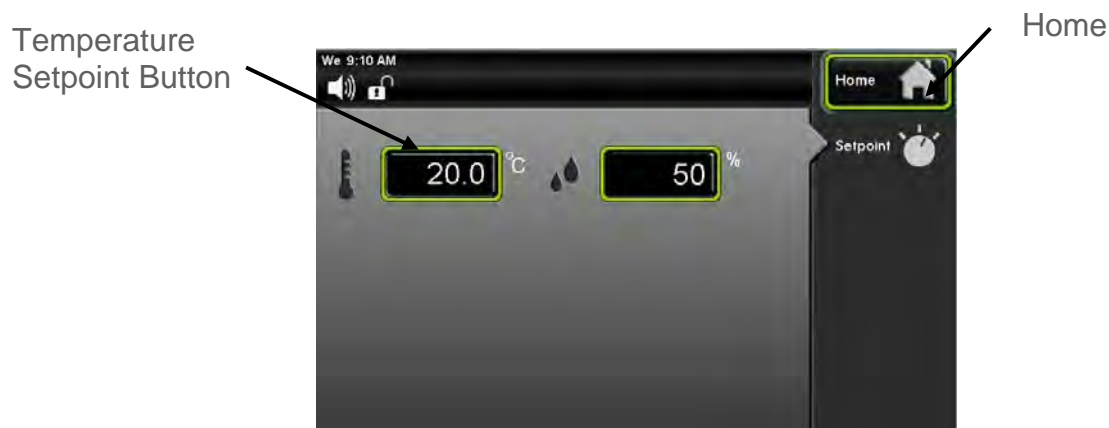 Temperature
Setpoint Button
Home
We 9:10 AM
Home
Setpoint
20.0 °C
50 %